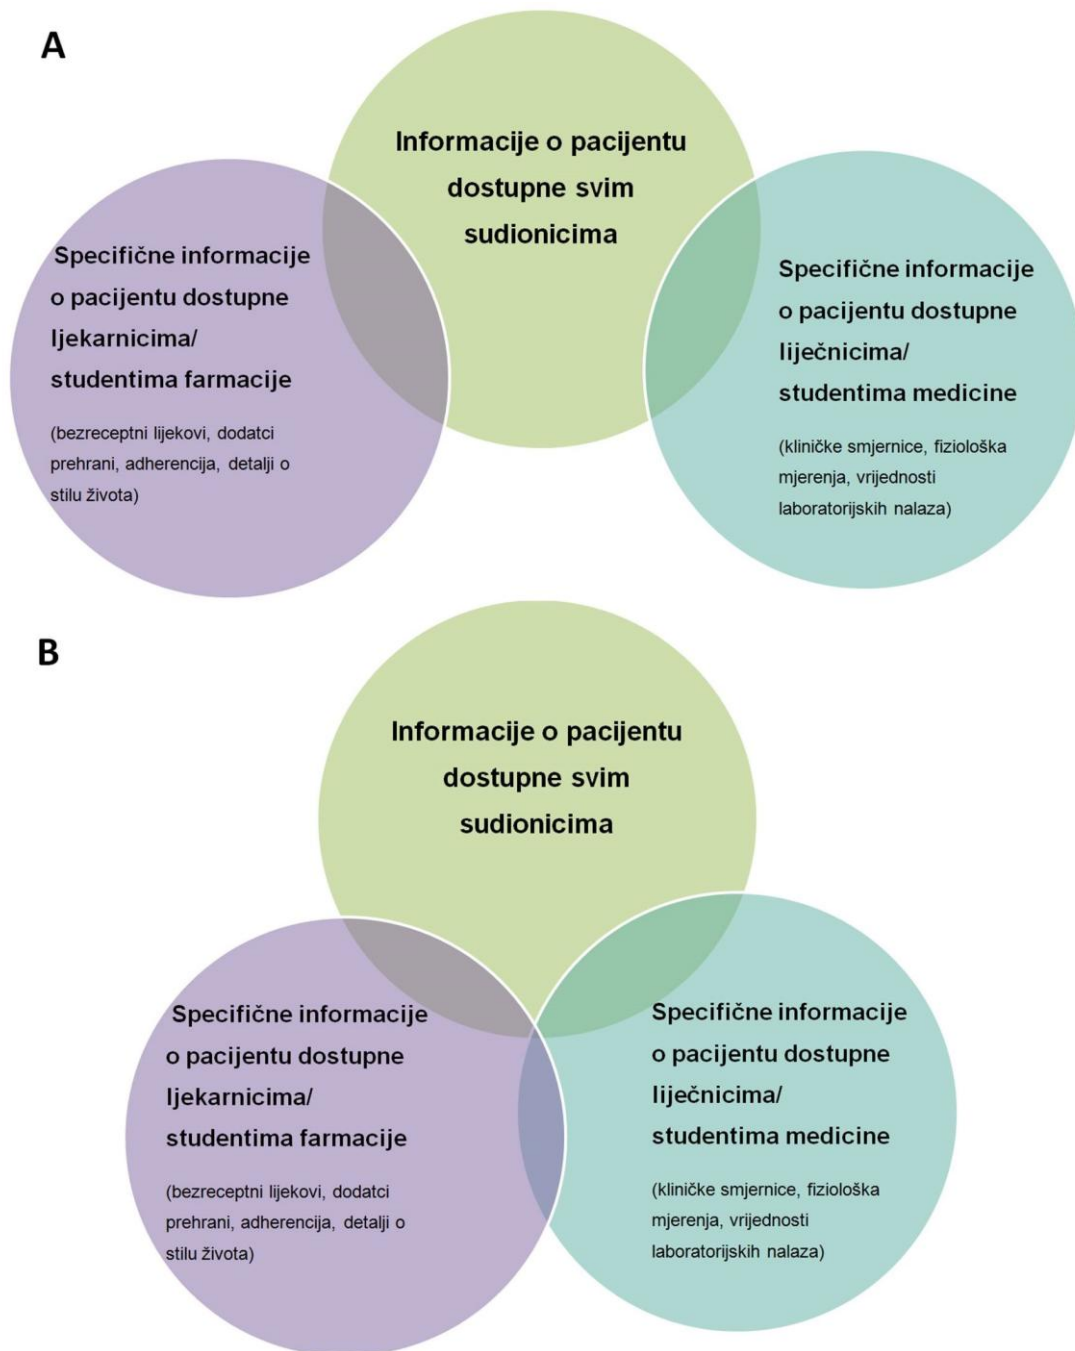 A
Informacije o pacijentu
dostupne svim
sudionicima
Specifične informacije
o pacijentu dostupne
ljekarnicima/
studentima farmacije
(bezreceptni lijekovi, dodatci
prehrani, adherencija, detalji o
stilu života)
Specifične informacije
o pacijentu dostupne
liječnicima/
studentima medicine
(kliničke smjernice, fiziološka
mjerenja, vrijednosti
laboratorijskih nalaza)
B
Informacije o pacijentu
dostupne svim
sudionicima
Specifične informacije
o pacijentu dostupne
ljekarnicima/
studentima farmacije
(bezreceptni lijekovi, dodatci
prehrani, adherencija, detalji o
stilu života)
Specifične informacije
o pacijentu dostupne
liječnicima/
studentima medicine
(kliničke smjernice, fiziološka
mjerenja, vrijednosti
laboratorijskih nalaza)